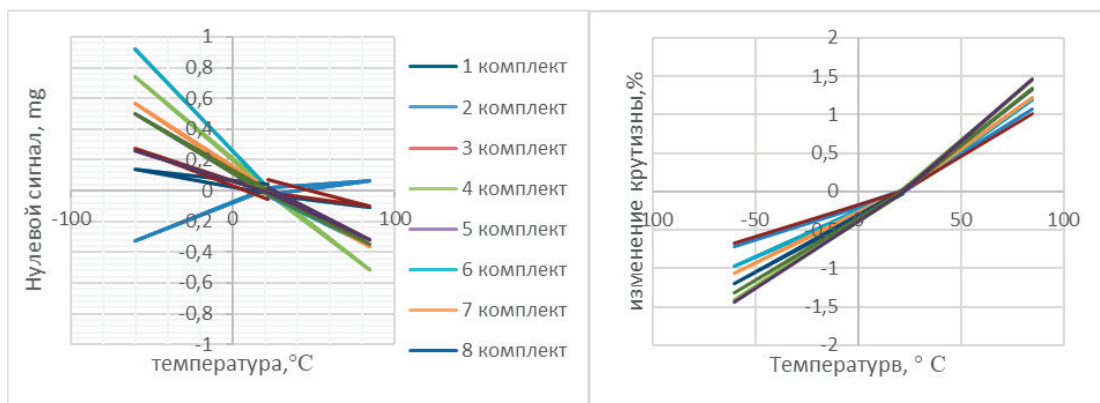 Нулевой сигнал, mg
1
0,8
0,6
0,4
0,2
0
-0,2
-0,4
-0,6
-0,8
-1
-100
0
100
температура,°C
1 комплект
2 комплект
3 комплект
4 комплект
5 комплект
6 комплект
7 комплект
8 комплект
изменение крутизны,%
2
1,5
1
0,5
0
-0,5
-1
-1,5
-2
-100
-50
0
50
100
Температурв, ° C